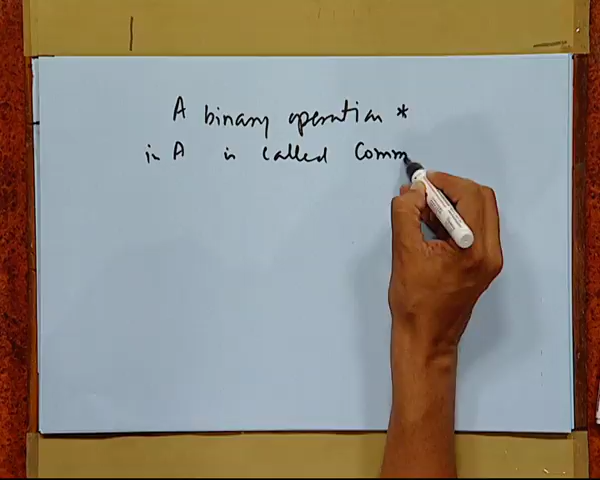 A binary operation *
in A is called Comm